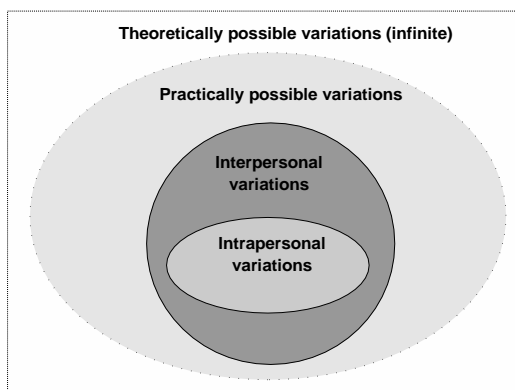 Theoretically possible variations (infinite)
Practically possible variations
Interpersonal
variations
Intrapersonal
variations